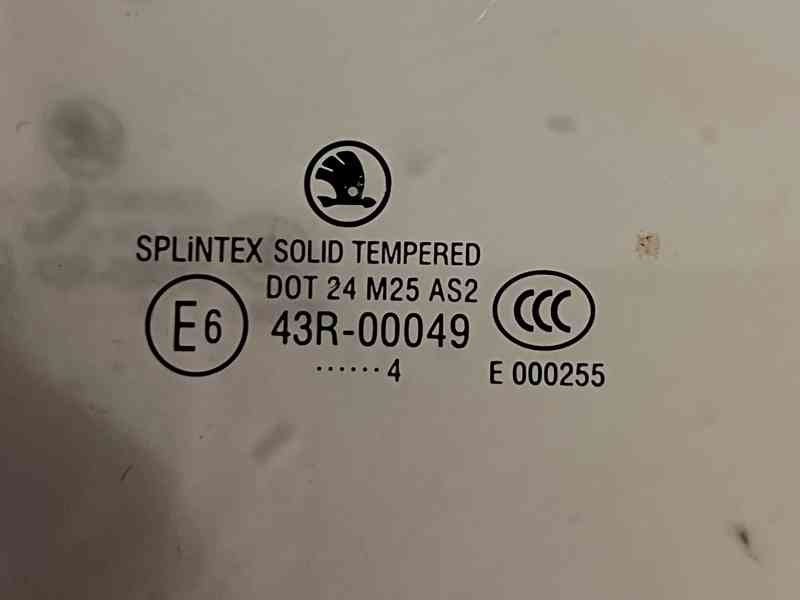 SPLiNTEX SOLID TEMPERED
DOT 24 M25 AS2
E6
43R-00049
CCC
......4
E 000255